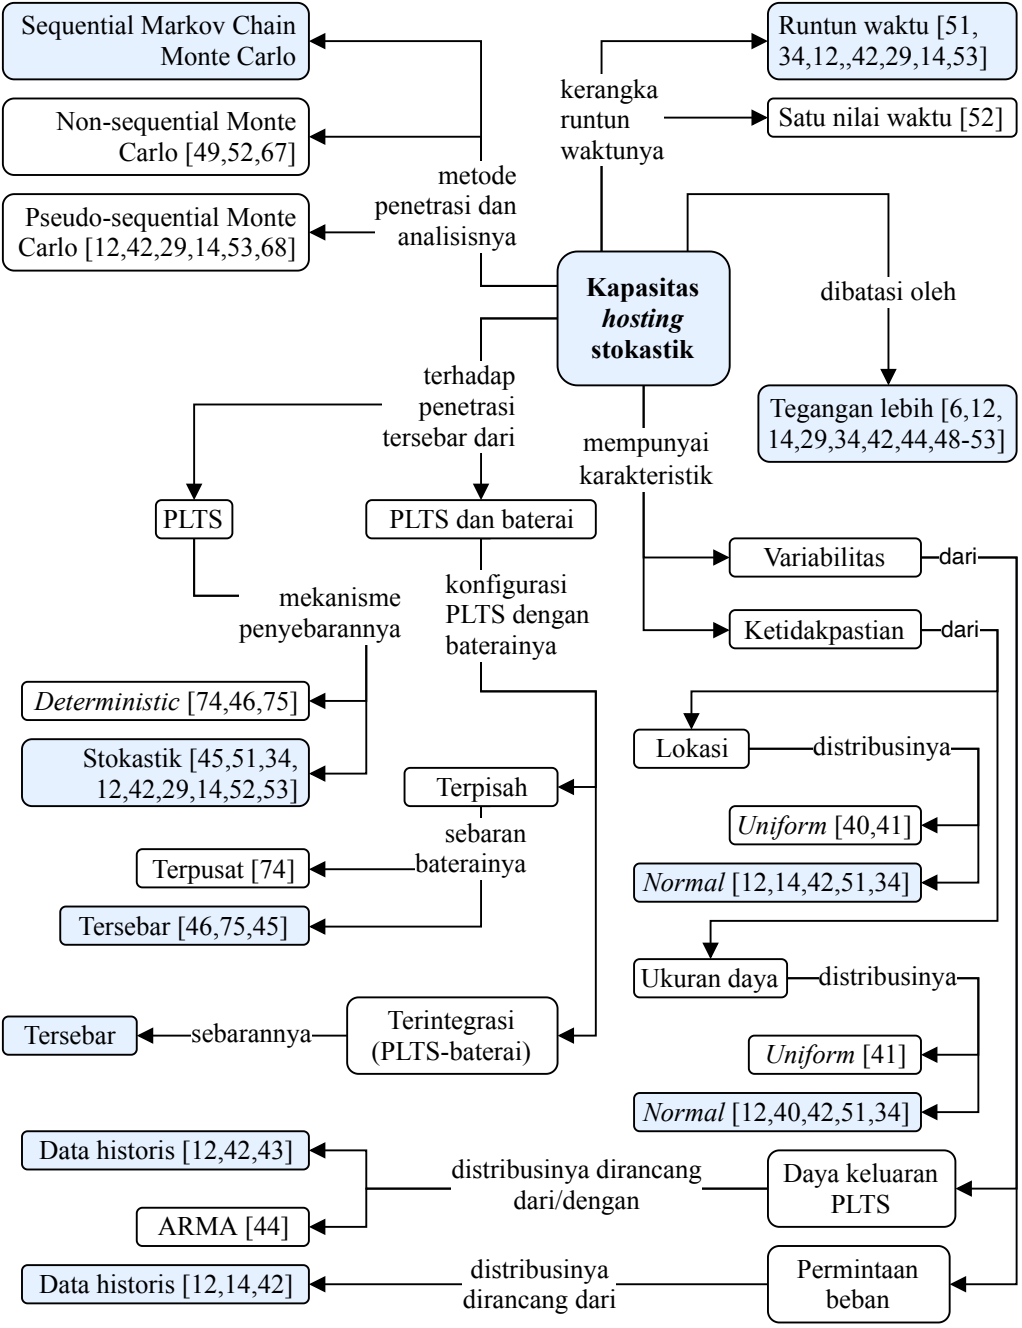 Sequential Markov Chain
Monte Carlo
Non-sequential Monte
Carlo [49,52,67]
Pseudo-sequential Monte
Carlo [12,42,29,14,53,68]
metode
penetrasi dan
analisisnya
kerangka
runtun
waktunya
Runtun waktu [51,
34,12,,42,29,14,53]
Satu nilai waktu [52]
Kapasitas
hosting
stokastik
dibatasi oleh
Tegangan lebih [6,12,
14,29,34,42,44,48-53]
terhadap
penetrasi
tersebar dari
mempunyai
karakteristik
PLTS
PLTS dan baterai
mekanisme
penyebarannya
konfigurasi
PLTS dengan
baterainya
Variabilitas
dari
Ketidakpastian
dari
Deterministic [74,46,75]
Stokastik [45,51,34,
12,42,29,14,52,53]
Lokasi
distribusinya
Uniform [40,41]
Normal [12,14,42,51,34]
Terpisah
sebaran
baterainya
Terpusat [74]
Tersebar [46,75,45]
Ukuran daya
distribusinya
Uniform [41]
Normal [12,40,42,51,34]
Tersebar
sebarannya
Terintegrasi
(PLTS-baterai)
Data historis [12,42,43]
ARMA [44]
distribusinya dirancang
dari/dengan
Daya keluaran
PLTS
Data historis [12,14,42]
distribusinya
dirancang dari
Permintaan
beban